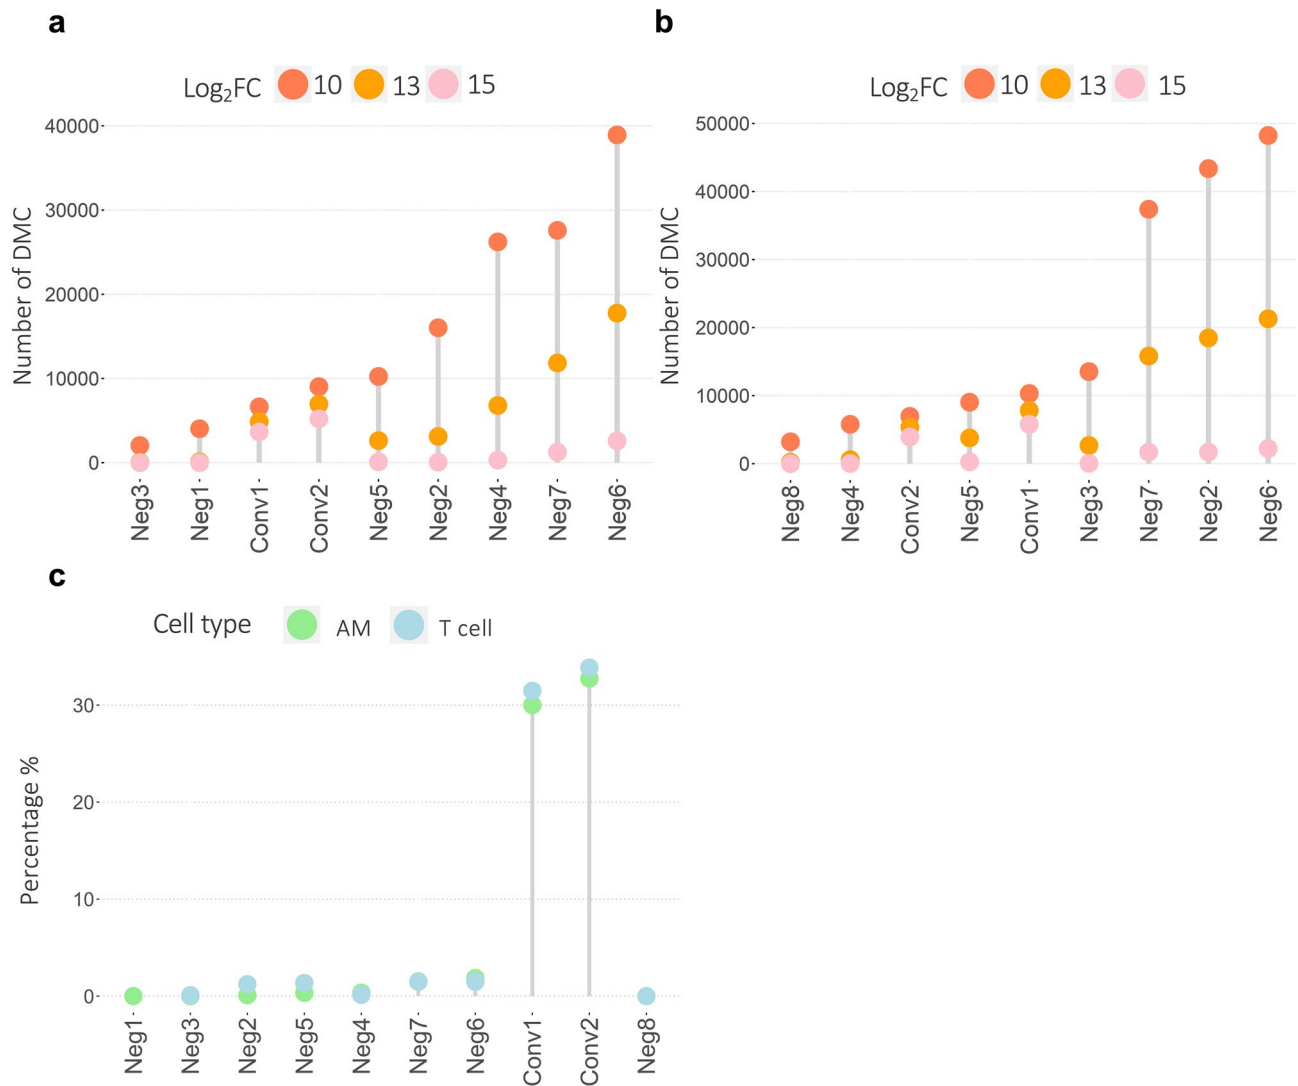 a
Log2FC 10 13 15
Number of DMC
40000
30000
20000
10000
0
Neg3 Neg1 Conv1 Conv2 Neg5 Neg2 Neg4 Neg7 Neg6
b
Log2FC 10 13 15
Number of DMC
50000
40000
30000
20000
10000
0
Neg8 Neg4 Conv2 Neg5 Conv1 Neg3 Neg7 Neg2 Neg6
c
Cell type AM T cell
Percentage %
30
20
10
0
Neg1 Neg3 Neg2 Neg5 Neg4 Neg7 Neg6 Conv1 Conv2 Neg8